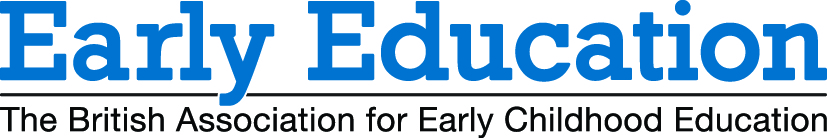 Early Education
The British Association for Early Childhood Education